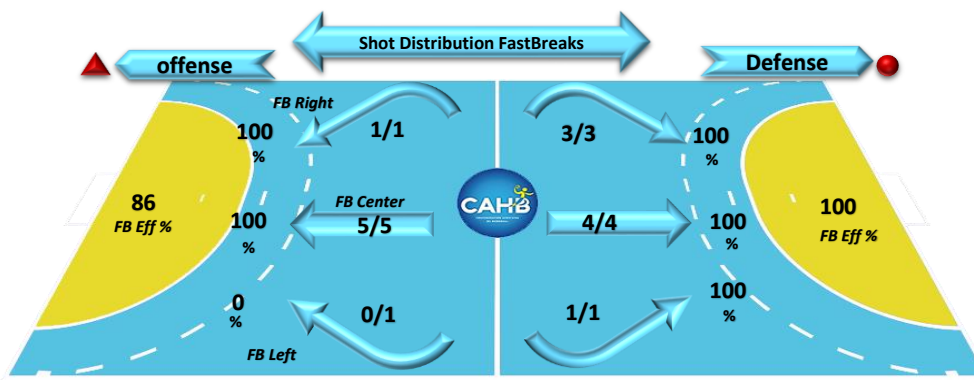 Shot Distribution FastBreaks
offense
Defense
FB Right
100
%
1/1
3/3
100
%
86
FB Eff %
100
%
FB Center
5/5
CAHB
4/4
100
%
100
FB Eff %
0
%
FB Left
0/1
1/1
100
%